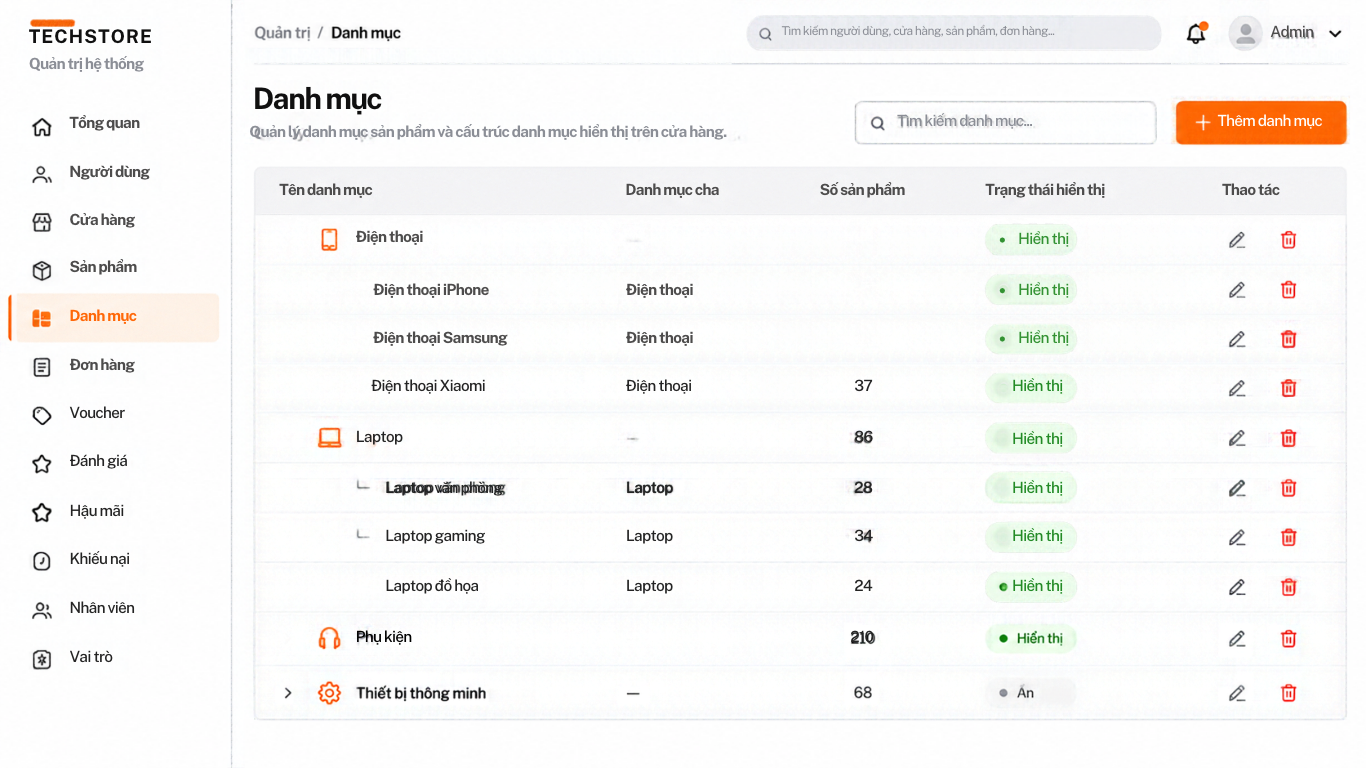 TECHSTORE
Quản trị hệ thống
Tổng quan
Người dùng
Cửa hàng
Sản phẩm
Danh mục
Đơn hàng
Voucher
Đánh giá
Hậu mãi
Khiếu nại
Nhân viên
Vai trò
Quản trị / Danh mục
Tìm kiếm người dùng, cửa hàng, sản phẩm, đơn hàng...
Admin
Danh mục
Quản lý danh mục sản phẩm và cấu trúc danh mục hiển thị trên cửa hàng.
Tìm kiếm danh mục...
+ Thêm danh mục
Tên danh mục Danh mục cha Số sản phẩm Trạng thái hiển thị Thao tác
Điện thoại — Hiển thị
Điện thoại iPhone Điện thoại Hiển thị
Điện thoại Samsung Điện thoại Hiển thị
Điện thoại Xiaomi Điện thoại 37 Hiển thị
Laptop — 86 Hiển thị
Laptop văn phòng Laptop 28 Hiển thị
Laptop gaming Laptop 34 Hiển thị
Laptop đồ họa Laptop 24 Hiển thị
Phụ kiện 210 Hiển thị
Thiết bị thông minh — 68 Ẩn